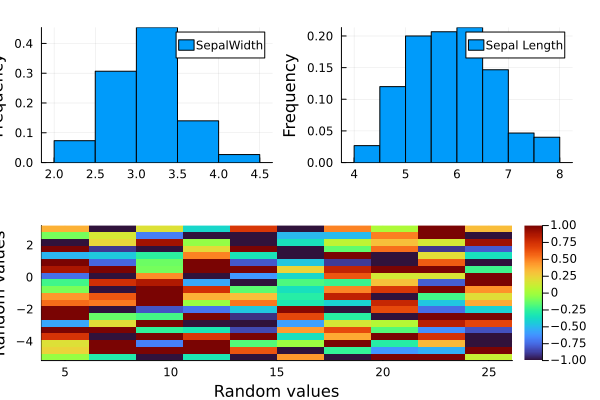 Frequency
0.4
0.3
0.2
0.1
0.0
SepalWidth
2.0 2.5 3.0 3.5 4.0 4.5
Frequency
0.20
0.15
0.10
0.05
0.00
Sepal Length
4 5 6 7 8
Random values
2
0
−2
−4
5 10 15 20 25
Random values
1.00
0.75
0.50
0.25
0
−0.25
−0.50
−0.75
−1.00